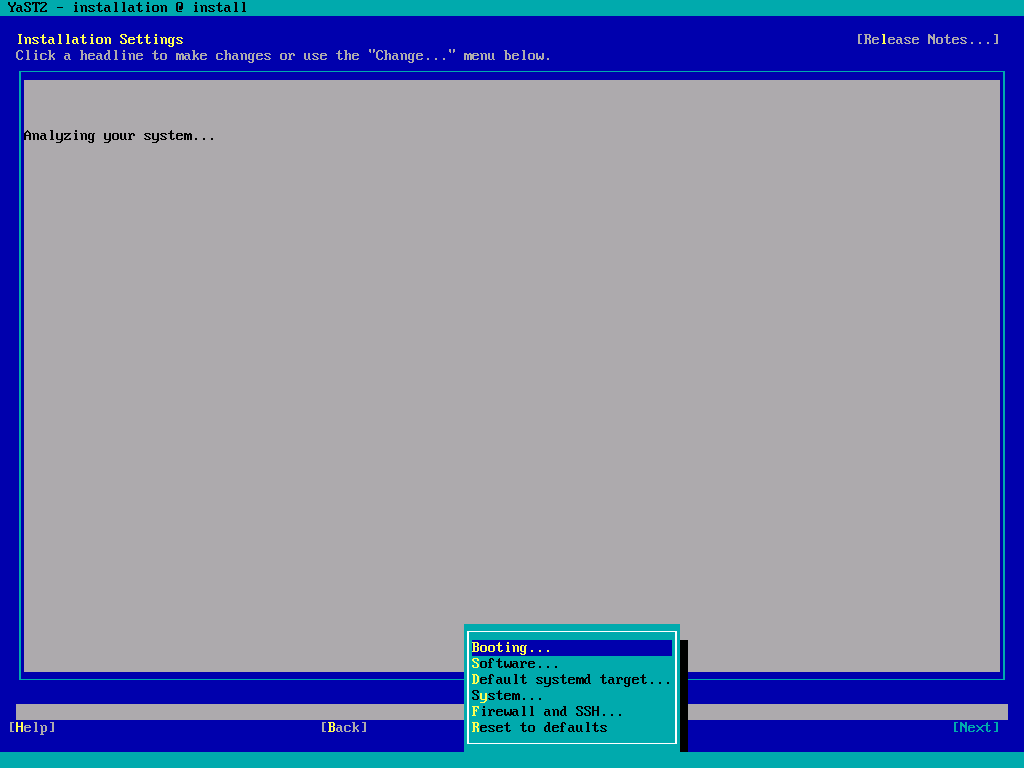 YaST2 - installation @ install
Installation Settings [Release Notes...]
Click a headline to make changes or use the "Change..." menu below.
Analyzing your system...
Booting...
Software...
Default systemd target...
System...
Firewall and SSH...
Reset to defaults
[Help] [Back] [Next]